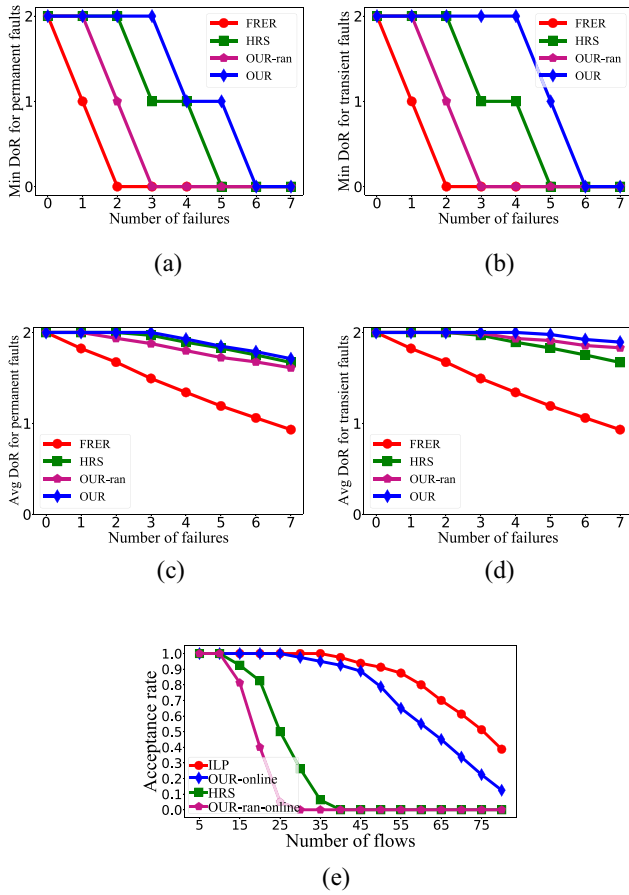 Min DoR for permanent faults
2
1
0
FRER
HRS
OUR-ran
OUR
0 1 2 3 4 5 6 7
Number of failures
(a)
Min DoR for transient faults
2
1
0
FRER
HRS
OUR-ran
OUR
0 1 2 3 4 5 6 7
Number of failures
(b)
Avg DoR for permanent faults
2
1
2
FRER
HRS
OUR-ran
OUR
0 1 2 3 4 5 6 7
Number of failures
(c)
Avg DoR for transient faults
2
1
2
FRER
HRS
OUR-ran
OUR
0 1 2 3 4 5 6 7
Number of failures
(d)
Acceptance rate
1.0
0.9
0.8
0.7
0.6
0.5
0.4
0.3
0.2
0.1
0.0
ILP
OUR-online
HRS
OUR-ran-online
5 15 25 35 45 55 65 75
Number of flows
(e)